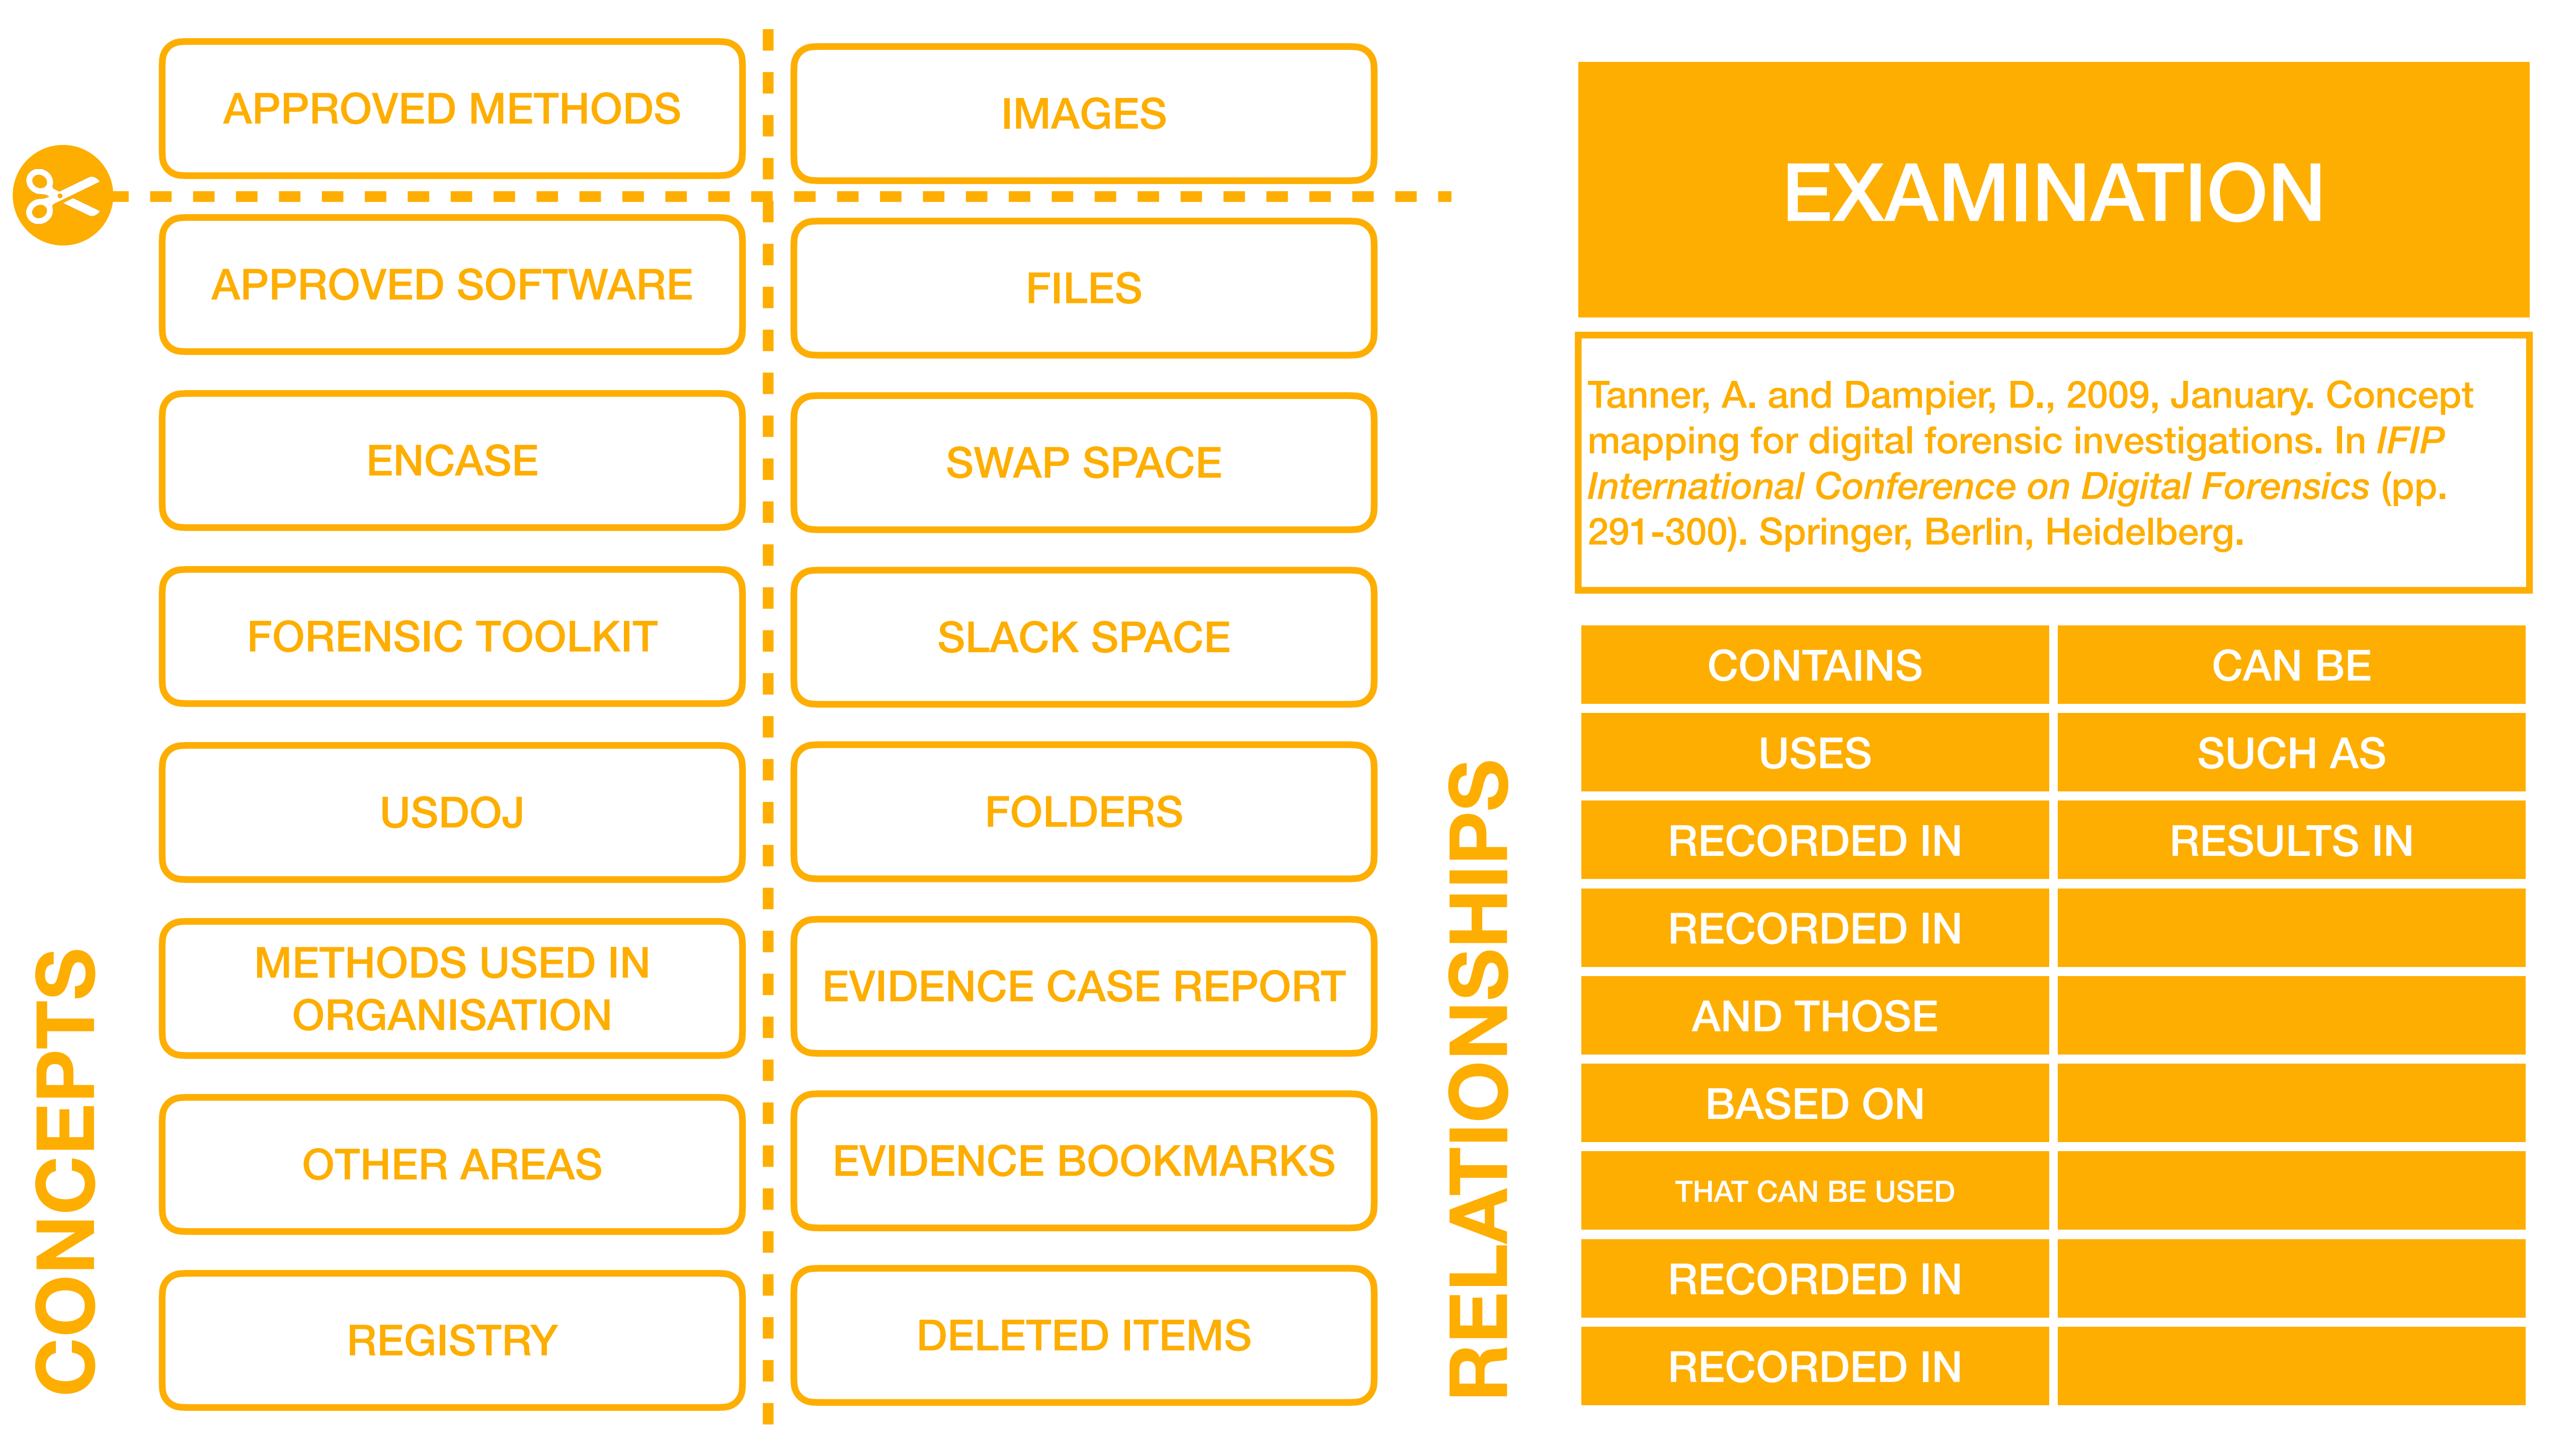 CONCEPTS
APPROVED METHODS
APPROVED SOFTWARE
ENCASE
FORENSIC TOOLKIT
USDOJ
METHODS USED IN
ORGANISATION
OTHER AREAS
REGISTRY
IMAGES
FILES
SWAP SPACE
SLACK SPACE
FOLDERS
EVIDENCE CASE REPORT
EVIDENCE BOOKMARKS
DELETED ITEMS
EXAMINATION
Tanner, A. and Dampier, D., 2009, January. Concept
mapping for digital forensic investigations. In IFIP
International Conference on Digital Forensics (pp.
291-300). Springer, Berlin, Heidelberg.
RELATIONSHIPS
CONTAINS
USES
RECORDED IN
RECORDED IN
AND THOSE
BASED ON
THAT CAN BE USED
RECORDED IN
RECORDED IN
CAN BE
SUCH AS
RESULTS IN